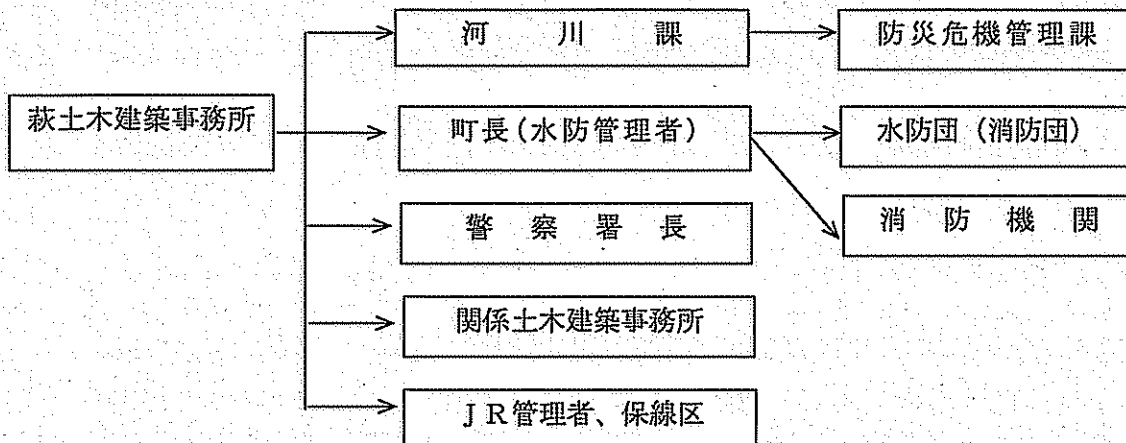 河川課
防災危機管理課
萩土木建築事務所
町長（水防管理者）
水防団（消防団）
警察署長
消防機関
関係土木建築事務所
ＪＲ管理者、保線区